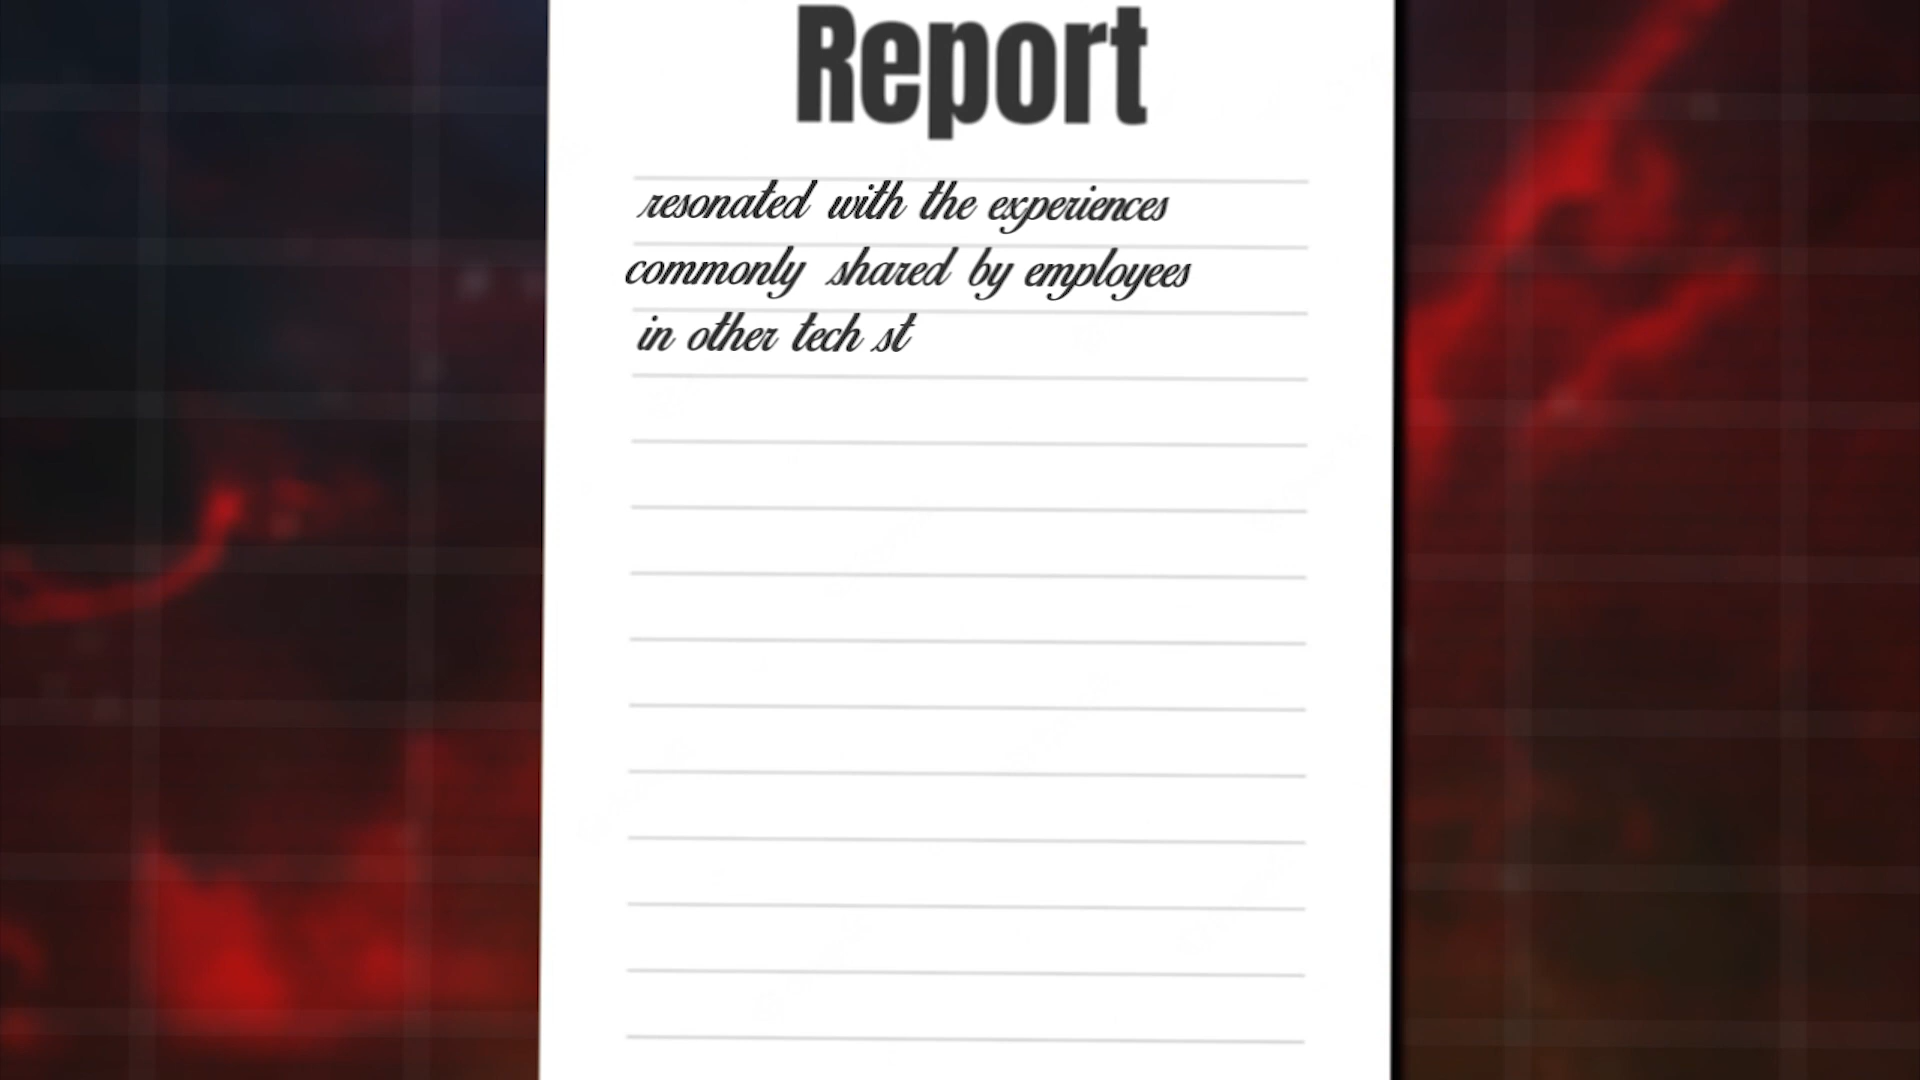 Report
resonated with the experiences
commonly shared by employees
in other tech st